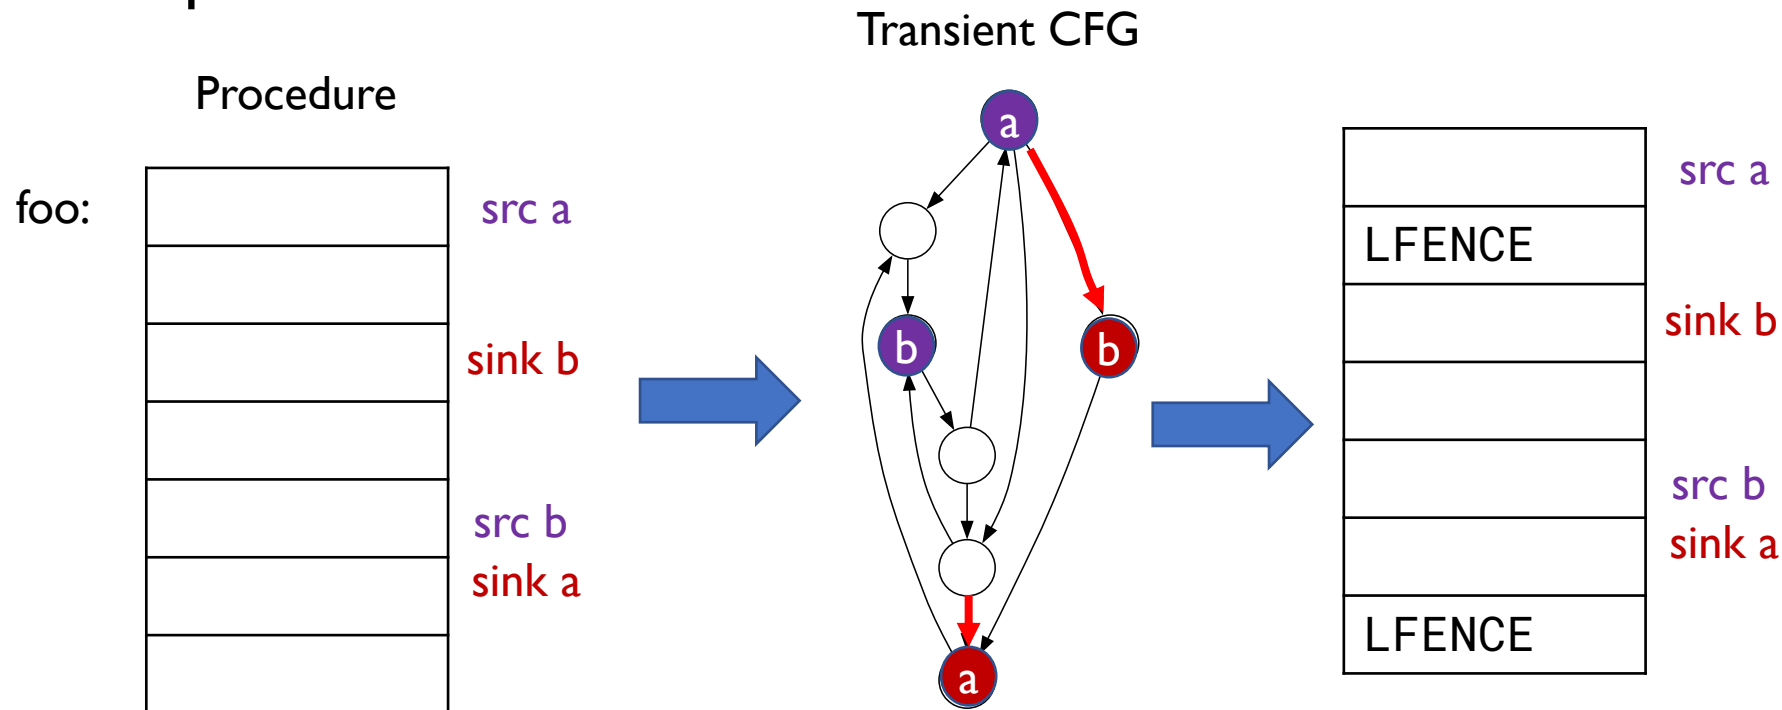 Transient CFG
Procedure
foo:
src a
sink b
src b
sink a
a
b
b
a
src a
LFENCE
sink b
src b
sink a
LFENCE